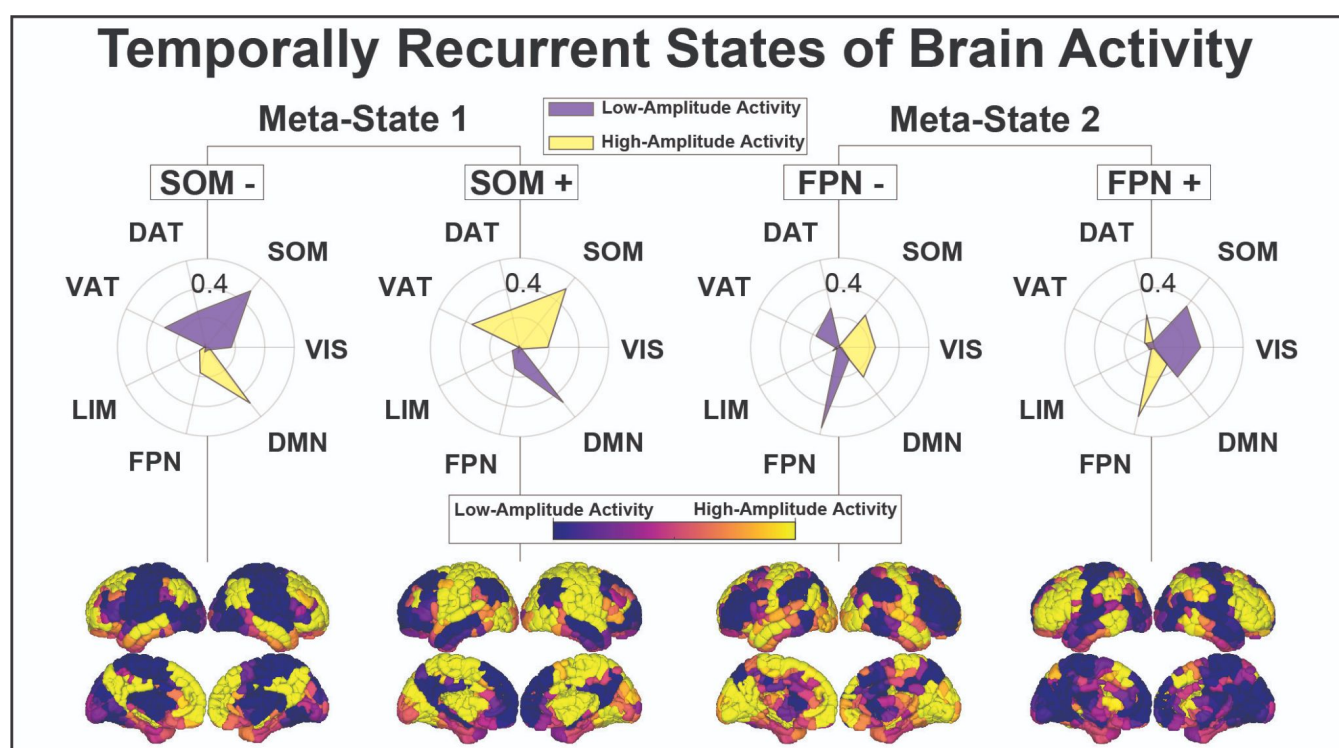 Temporally Recurrent States of Brain Activity
Meta-State 1
Low-Amplitude Activity
High-Amplitude Activity
Meta-State 2
SOM -
SOM +
FPN -
FPN +
DAT
SOM
VAT
0.4
VIS
LIM
DMN
FPN
DAT
SOM
VAT
0.4
VIS
LIM
DMN
FPN
DAT
SOM
VAT
0.4
VIS
LIM
DMN
FPN
DAT
SOM
VAT
0.4
VIS
LIM
DMN
FPN
Low-Amplitude Activity
High-Amplitude Activity